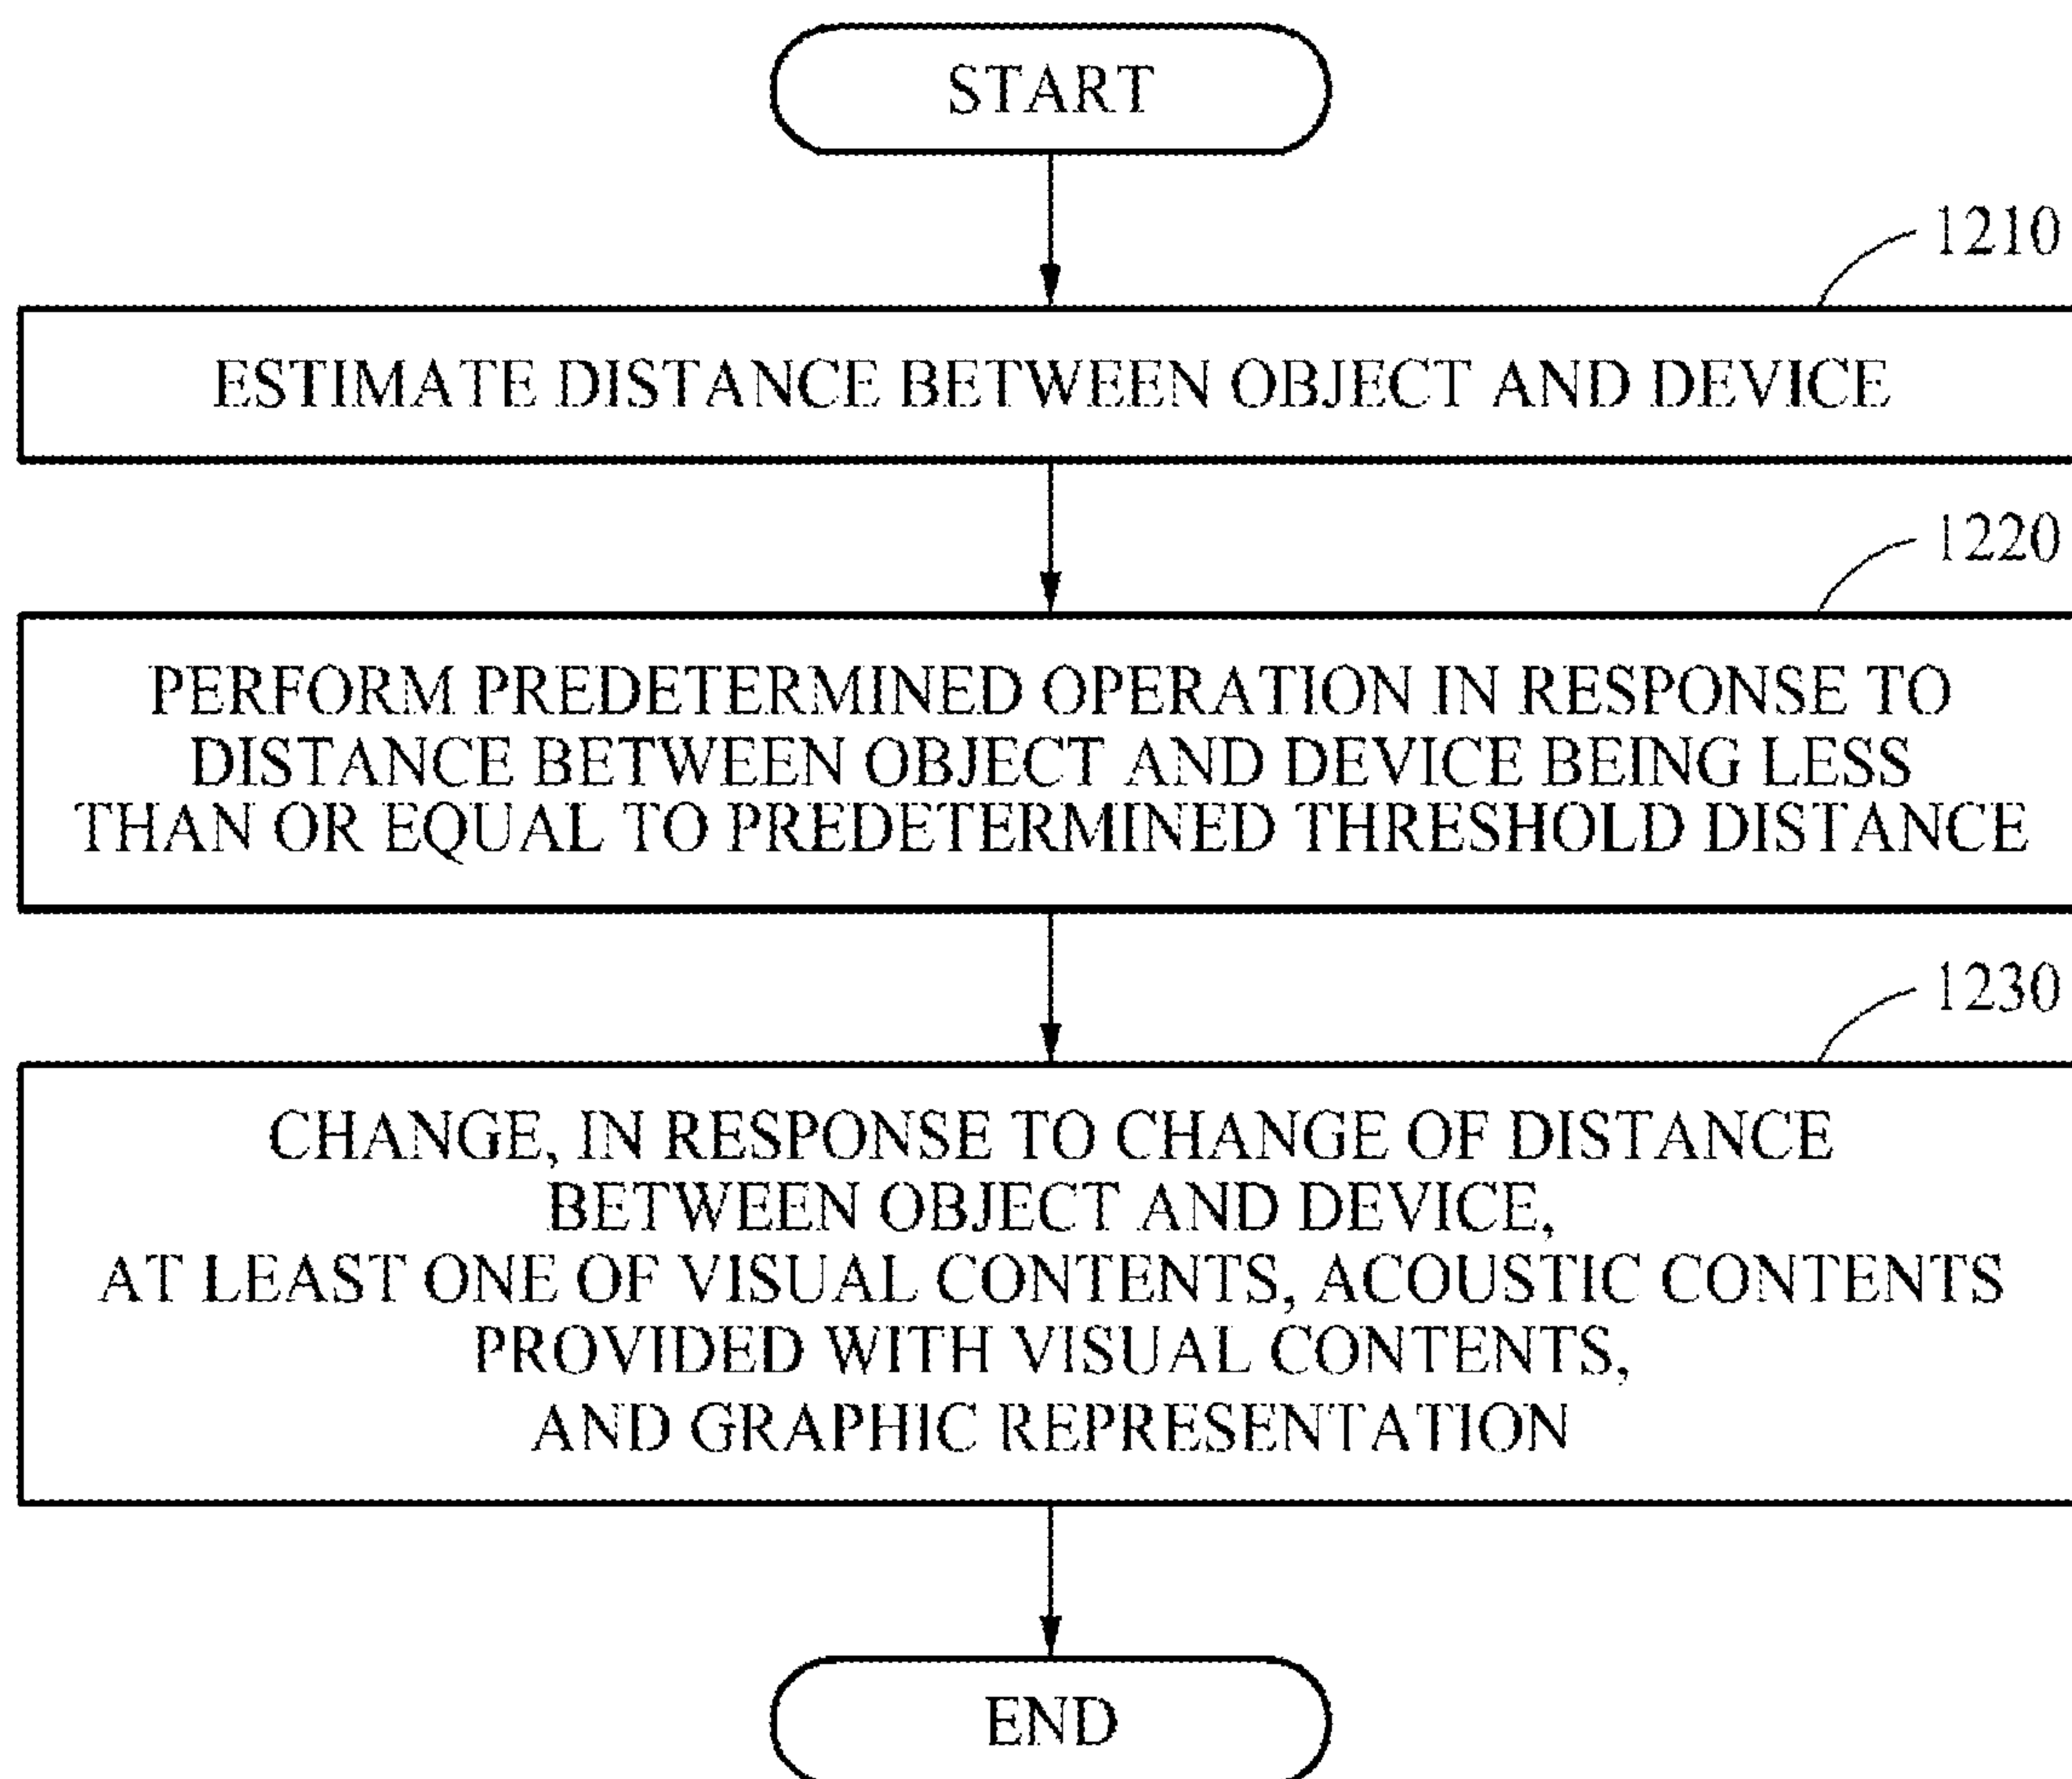 START
1210
ESTIMATE DISTANCE BETWEEN OBJECT AND DEVICE
1220
PERFORM PREDETERMINED OPERATION IN RESPONSE TO
DISTANCE BETWEEN OBJECT AND DEVICE BEING LESS
THAN OR EQUAL TO PREDETERMINED THRESHOLD DISTANCE
1230
CHANGE, IN RESPONSE TO CHANGE OF DISTANCE
BETWEEN OBJECT AND DEVICE,
AT LEAST ONE OF VISUAL CONTENTS, ACOUSTIC CONTENTS
PROVIDED WITH VISUAL CONTENTS,
AND GRAPHIC REPRESENTATION
END